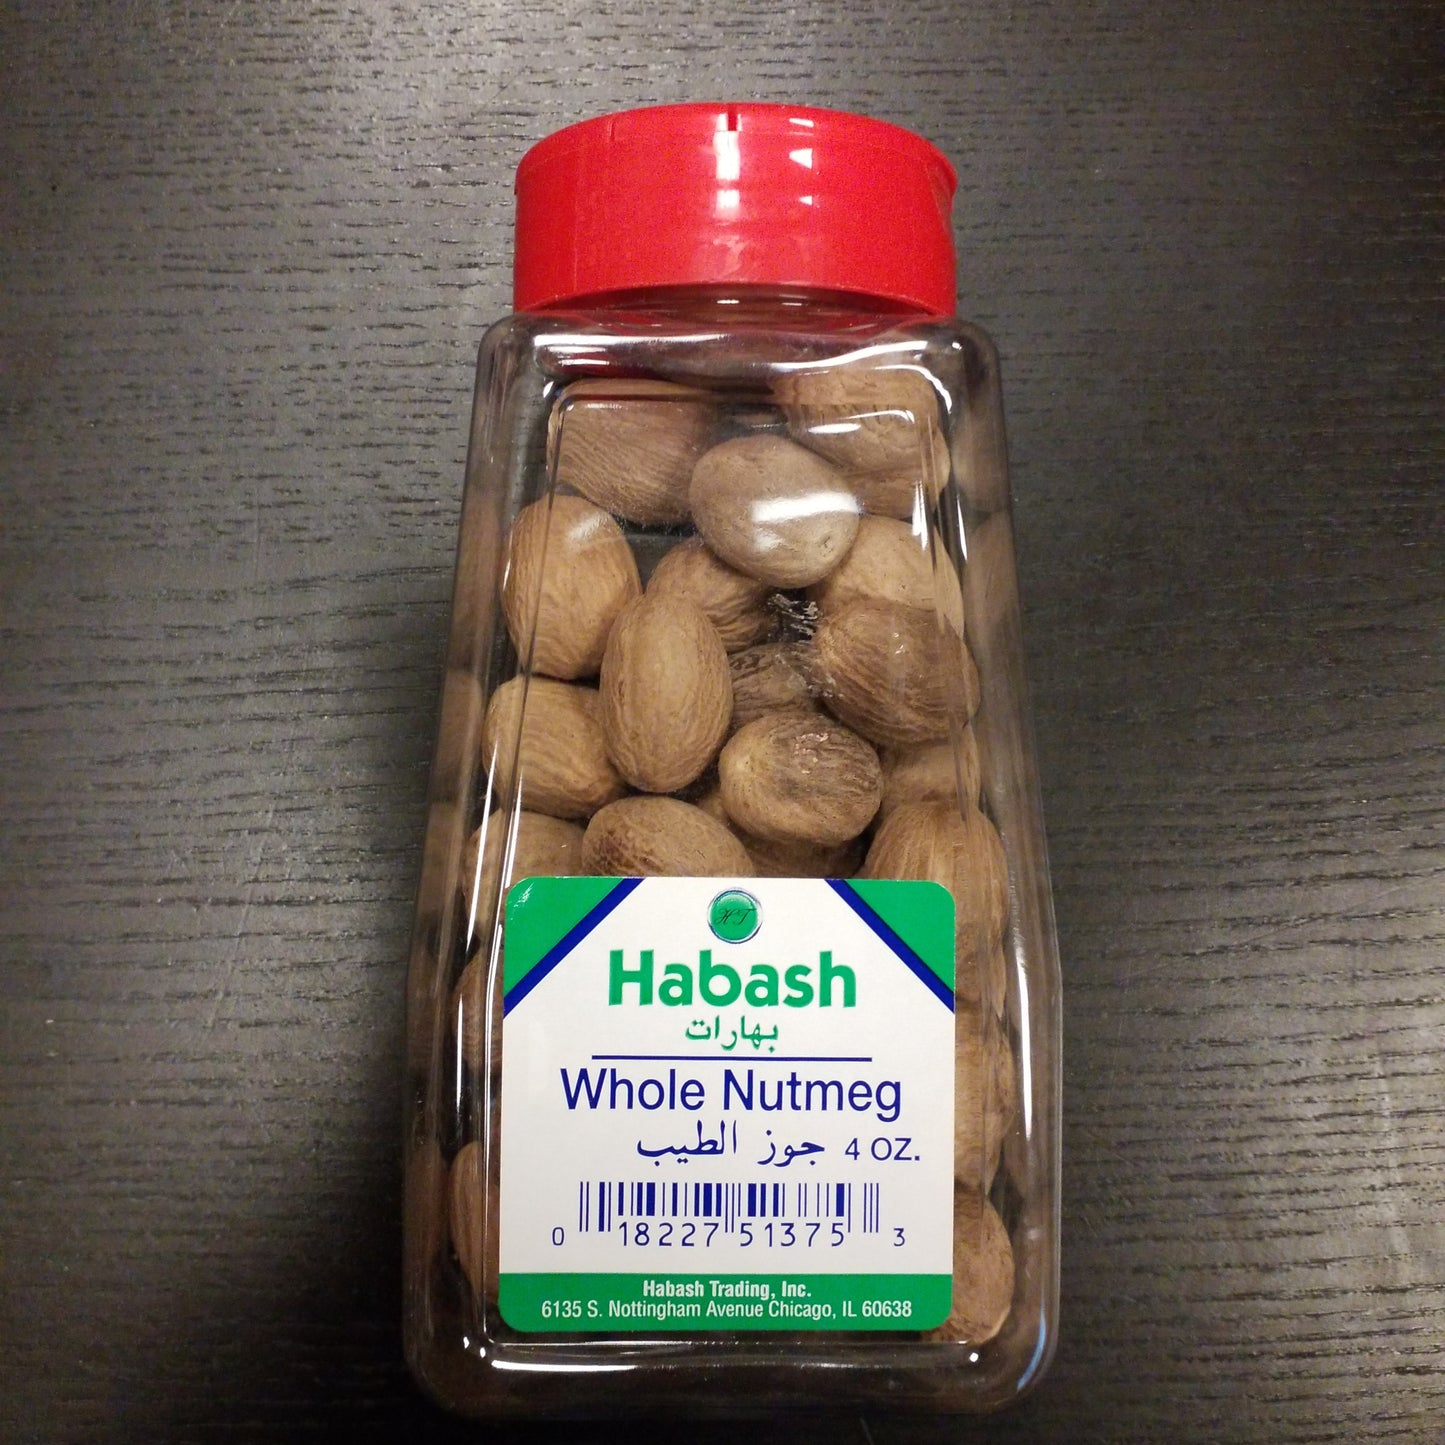 HT
Habash
بهارات
Whole Nutmeg
جوز الطيب 4 OZ.
0 18227 51375 3
Habash Trading, Inc.
6135 S. Nottingham Avenue Chicago, IL 60638